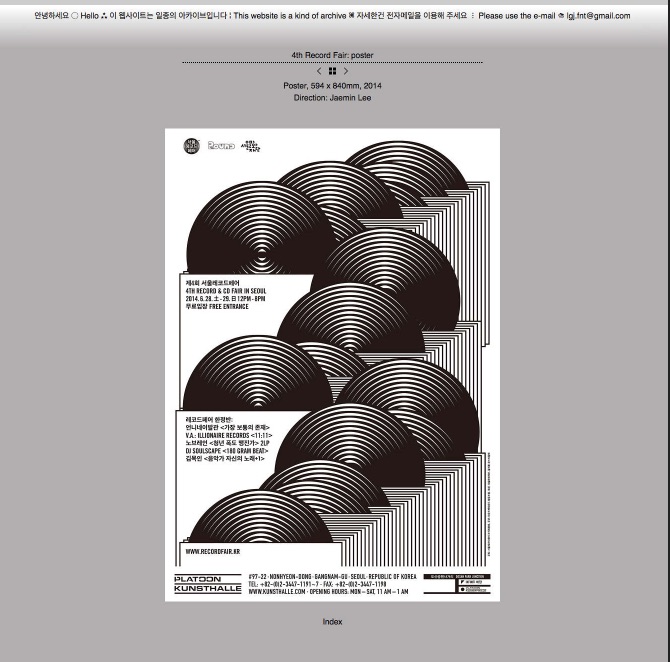 안녕하세요 ○ Hello ∴ 이 웹사이트는 일종의 아카이브입니다 ¦ This website is a kind of archive ※ 자세한건 전자메일을 이용해 주세요 ⁝ Please use the e-mail ☏ lgj.fnt@gmail.com
4th Record Fair: poster
Poster, 594 x 840mm, 2014
Direction: Jaemin Lee
제4회 서울레코드페어
4TH RECORD & CD FAIR IN SEOUL
2014.6.28.土-29.日 12PM-8PM
무료입장 FREE ENTRANCE
레코드페어 한정반:
언니네이발관 <가장 보통의 존재>
V.A.: ILLIONAIRE RECORDS <11:11>
노브레인 <청년 폭도 맹진가> 2LP
DJ SOULSCAPE <180 GRAM BEAT>
김목인 <음악가 자신의 노래+1>
WWW.RECORDFAIR.KR
PLATOON
KUNSTHALLE
#97-22·NONHYEON-DONG·GANGNAM-GU·SEOUL·REPUBLIC OF KOREA
TEL: +82-(0)2-3447-1191~7 · FAX: +82-(0)2-3447-1198
WWW.KUNSTHALLE.COM · OPENING HOURS: MON – SAT, 11 AM – 1 AM
Index